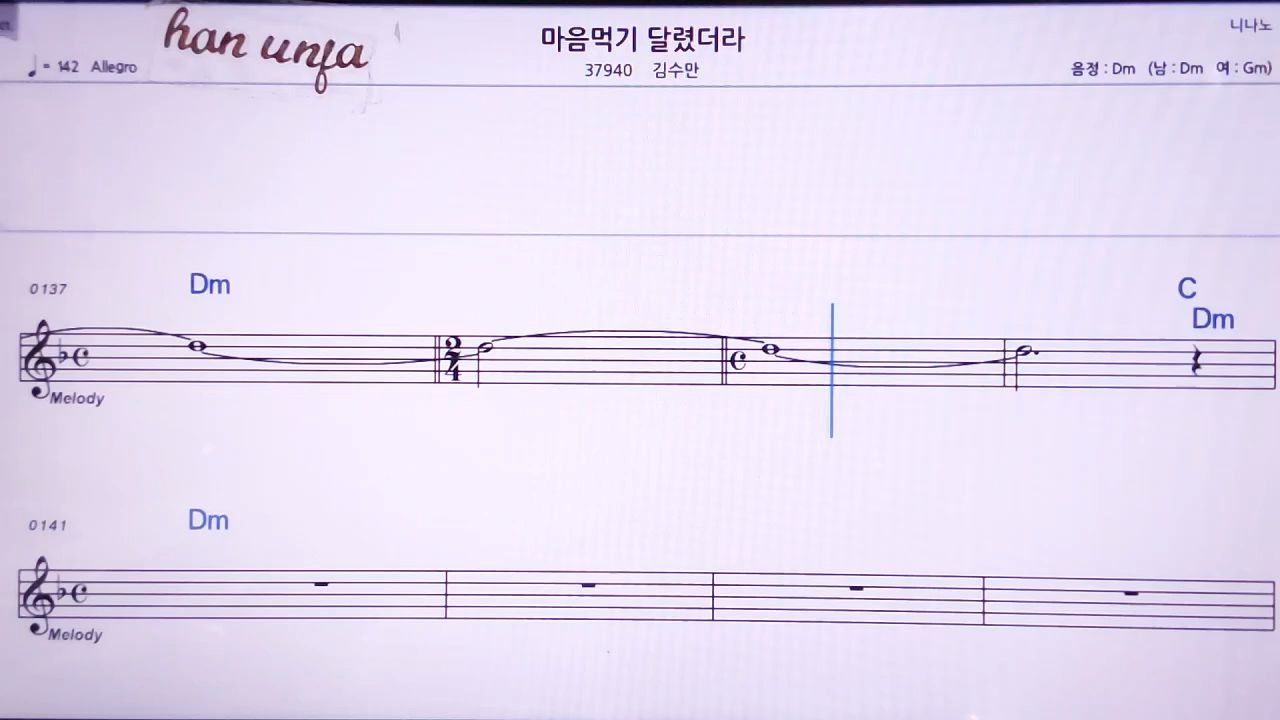 han unfa
마음먹기 달렸더라
니나노
♩ = 142 Allegro
37940 김수만
음정 : Dm (남 : Dm 여 : Gm)
0137
Dm
C
Dm
2
4
Melody
0141
Dm
Melody